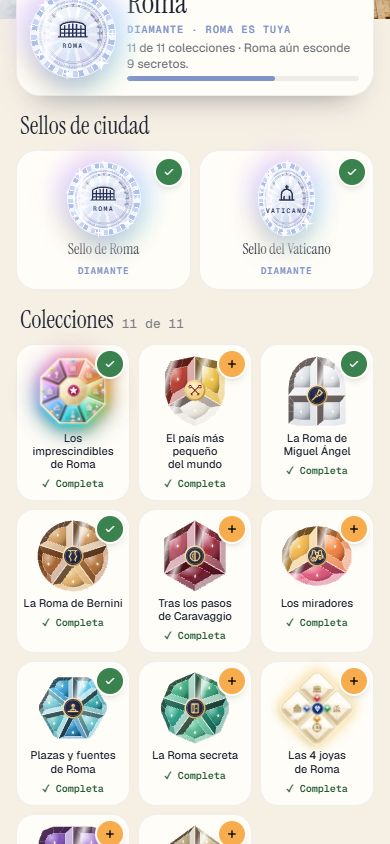 Roma
ROMA
DIAMANTE · ROMA ES TUYA
11 de 11 colecciones · Roma aún esconde
9 secretos.
Sellos de ciudad
ROMA
VATICANO
Sello de Roma
Sello del Vaticano
DIAMANTE
DIAMANTE
Colecciones 11 de 11
Los
imprescindibles
de Roma
✓ Completa
El país más
pequeño
del mundo
✓ Completa
La Roma de
Miguel Ángel
✓ Completa
La Roma de Bernini
✓ Completa
Tras los pasos
de Caravaggio
✓ Completa
Los miradores
✓ Completa
Plazas y fuentes
de Roma
✓ Completa
La Roma secreta
✓ Completa
Las 4 joyas
de Roma
✓ Completa